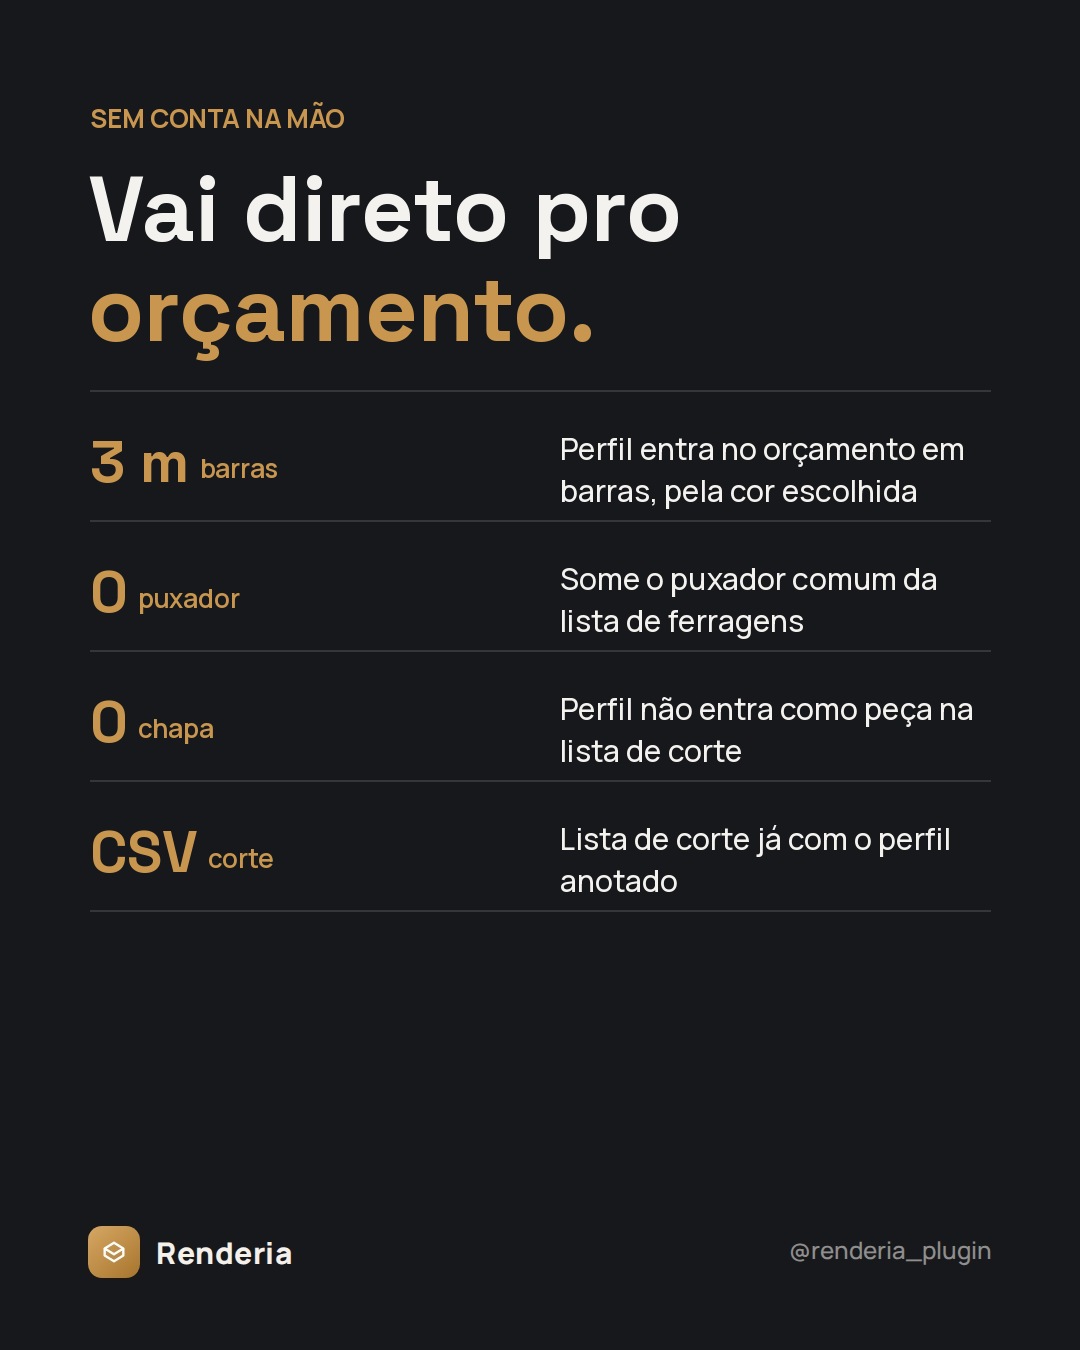 SEM CONTA NA MÃO
Vai direto pro
orçamento.
3 m barras
Perfil entra no orçamento em
barras, pela cor escolhida
0 puxador
Some o puxador comum da
lista de ferragens
0 chapa
Perfil não entra como peça na
lista de corte
CSV corte
Lista de corte já com o perfil
anotado
Renderia
@renderia_plugin